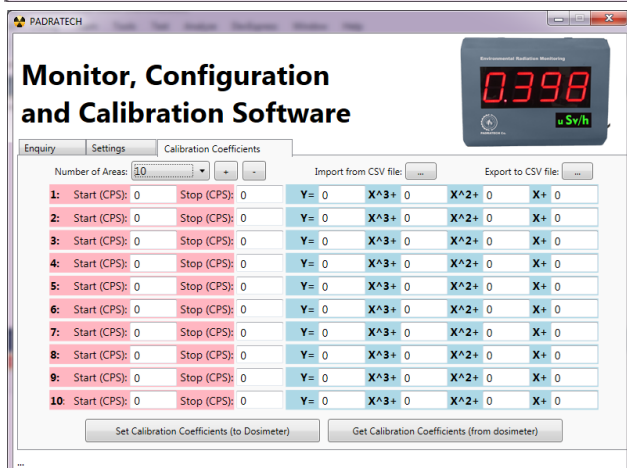 PADRATECH
Monitor, Configuration
and Calibration Software
Environmental Radiation Monitoring
0.398
u Sv/h
Enquiry Settings Calibration Coefficients
Number of Areas: 10 + - Import from CSV file: ... Export to CSV file: ...
1: Start (CPS): 0 Stop (CPS): 0 Y= 0 X^3+ 0 X^2+ 0 X+ 0
2: Start (CPS): 0 Stop (CPS): 0 Y= 0 X^3+ 0 X^2+ 0 X+ 0
3: Start (CPS): 0 Stop (CPS): 0 Y= 0 X^3+ 0 X^2+ 0 X+ 0
4: Start (CPS): 0 Stop (CPS): 0 Y= 0 X^3+ 0 X^2+ 0 X+ 0
5: Start (CPS): 0 Stop (CPS): 0 Y= 0 X^3+ 0 X^2+ 0 X+ 0
6: Start (CPS): 0 Stop (CPS): 0 Y= 0 X^3+ 0 X^2+ 0 X+ 0
7: Start (CPS): 0 Stop (CPS): 0 Y= 0 X^3+ 0 X^2+ 0 X+ 0
8: Start (CPS): 0 Stop (CPS): 0 Y= 0 X^3+ 0 X^2+ 0 X+ 0
9: Start (CPS): 0 Stop (CPS): 0 Y= 0 X^3+ 0 X^2+ 0 X+ 0
10: Start (CPS): 0 Stop (CPS): 0 Y= 0 X^3+ 0 X^2+ 0 X+ 0
Set Calibration Coefficients (to Dosimeter) Get Calibration Coefficients (from dosimeter)
...